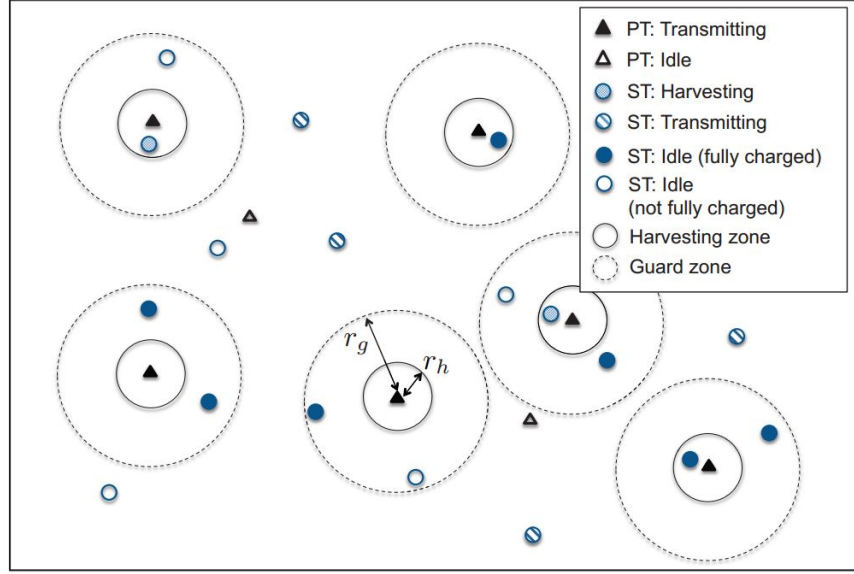 PT: Transmitting
PT: Idle
ST: Harvesting
ST: Transmitting
ST: Idle (fully charged)
ST: Idle
(not fully charged)
Harvesting zone
Guard zone
r_g
r_h